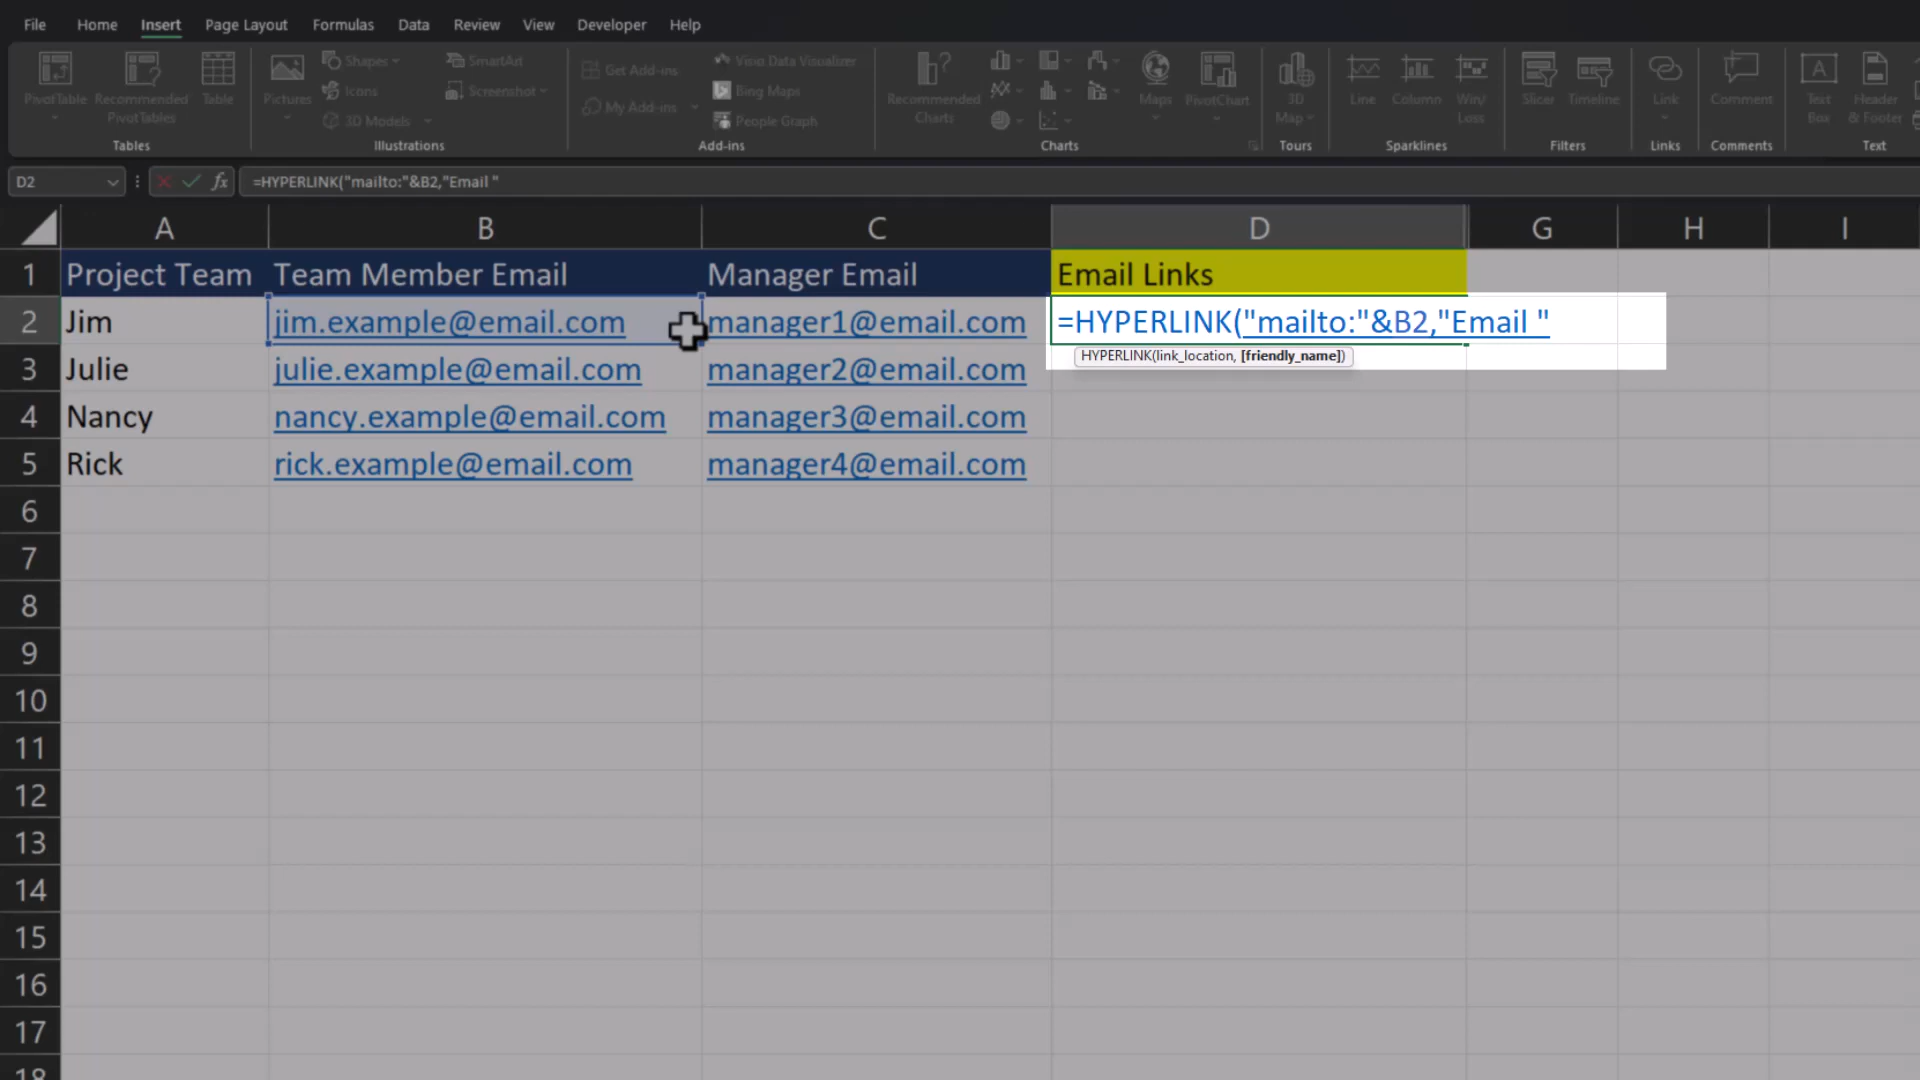 File Home Insert Page Layout Formulas Data Review View Developer Help
PivotTable Recommended PivotTables Table
Tables
Pictures Shapes Icons 3D Models SmartArt Screenshot
Illustrations
Get Add-ins My Add-ins Visio Data Visualizer Bing Maps People Graph
Add-ins
Recommended Charts Maps PivotChart
Charts
3D Map
Tours
Line Column Win/ Loss
Sparklines
Slicer Timeline
Filters
Link
Links
Comment
Comments
Text Box Header & Footer
Text
D2 fx =HYPERLINK("mailto:"&B2,"Email "
A B C D G H I
1 Project Team Team Member Email Manager Email Email Links
2 Jim jim.example@email.com manager1@email.com =HYPERLINK("mailto:"&B2,"Email "
HYPERLINK(link_location, [friendly_name])
3 Julie julie.example@email.com manager2@email.com
4 Nancy nancy.example@email.com manager3@email.com
5 Rick rick.example@email.com manager4@email.com
6
7
8
9
10
11
12
13
14
15
16
17
18